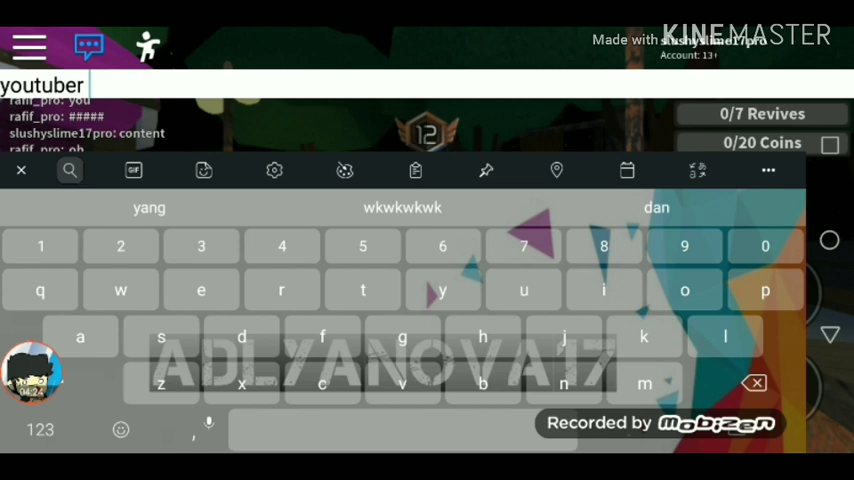 Made with KINEMASTER
slushyslime17pro
Account: 13+
youtuber
rafif_pro: you
rafif_pro: #####
slushyslime17pro: content
rafif_pro: oh
12
0/7 Revives
0/20 Coins
GIF
yang wkwkwkwk dan
1 2 3 4 5 6 7 8 9 0
q w e r t y u i o p
a s d f g h j k l
ADLYANOVA17
z x c v b n m
04:24
Recorded by mobizen
123 ,